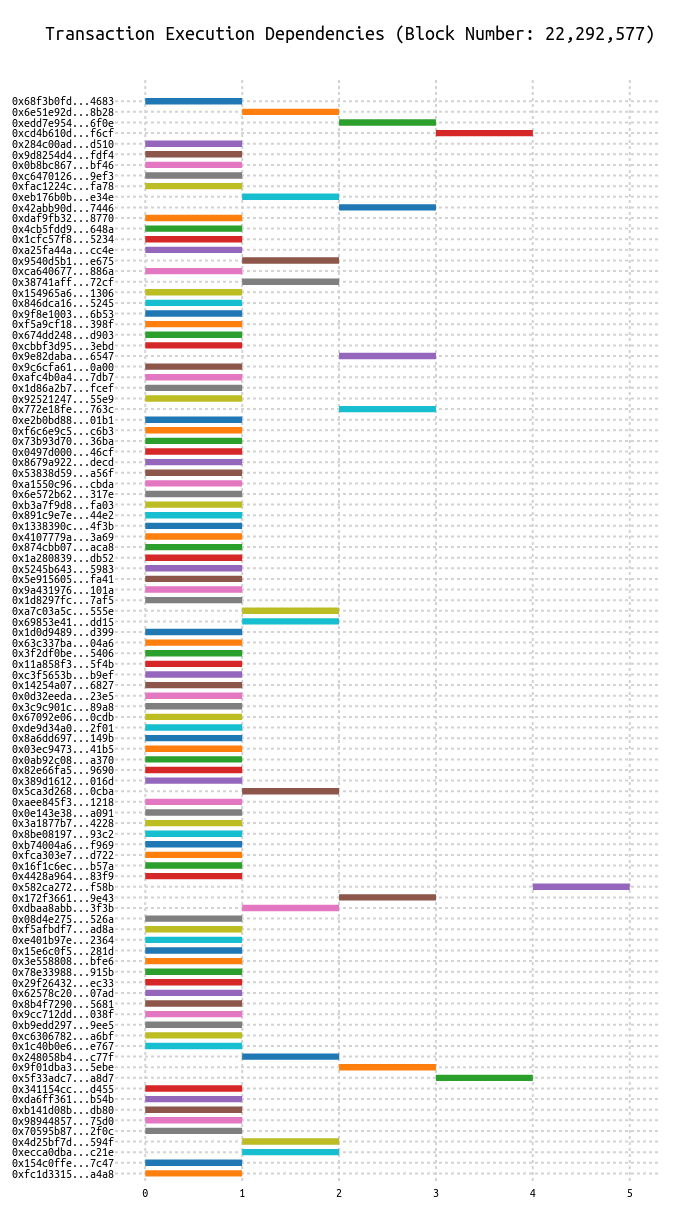 Transaction Execution Dependencies (Block Number: 22,292,577)
0x68f3b0fd...4683
0x6e51e92d...8b28
0xedd7e954...6f0e
0xcd4b610d...f6cf
0x284c00ad...d510
0x9d8254d4...fdf4
0x0b8bc867...bf46
0xc6470126...9ef3
0xfac1224c...fa78
0xeb176b0b...e34e
0x42abb90d...7446
0xdaf9fb32...8770
0x4cb5fdd9...648a
0x1cfc57f8...5234
0xa25fa44a...cc4e
0x9540d5b1...e675
0xca640677...886a
0x38741aff...72cf
0x154965a6...1306
0x846dca16...5245
0x9f8e1003...6b53
0xf5a9cf18...398f
0x674dd248...d903
0xcbbf3d95...3ebd
0x9e82daba...6547
0x9c6cfa61...0a00
0xafc4b0a4...7db7
0x1d86a2b7...fcef
0x92521247...55e9
0x772e18fe...763c
0xe2b0bd88...01b1
0xf6c6e9c5...c6b3
0x73b93d70...36ba
0x0497d000...46cf
0x8679a922...decd
0x53838d59...a56f
0xa1550c96...cbda
0x6e572b62...317e
0xb3a7f9d8...fa03
0x891c9e7e...44e2
0x1338390c...4f3b
0x4107779a...3a69
0x874cbb07...aca8
0x1a280839...db52
0x5245b643...5983
0x5e915605...fa41
0x9a431976...101a
0x1d8297fc...7af5
0xa7c03a5c...555e
0x69853e41...dd15
0x1d0d9489...d399
0x63c337ba...04a6
0x3f2df0be...5406
0x11a858f3...5f4b
0xc3f5653b...b9ef
0x14254a07...6827
0x0d32eeda...23e5
0x3c9c901c...89a8
0x67092e06...0cdb
0xde9d34a0...2f01
0x8a6dd697...149b
0x03ec9473...41b5
0x0ab92c08...a370
0x82e66fa5...9690
0x389d1612...016d
0x5ca3d268...0cba
0xaee845f3...1218
0x0e143e38...a091
0x3a1877b7...4228
0x8be08197...93c2
0xb74004a6...f969
0xfca303e7...d722
0x16f1c6ec...b57a
0x4428a964...83f9
0x582ca272...f58b
0x172f3661...9e43
0xdbaa8abb...3f3b
0x08d4e275...526a
0xf5afbdf7...ad8a
0xe401b97e...2364
0x15e6c0f5...281d
0x3e558808...bfe6
0x78e33988...915b
0x29f26432...ec33
0x62578c20...07ad
0x8b4f7290...5681
0x9cc712dd...038f
0xb9edd297...9ee5
0xc6306782...a6bf
0x1c40b0e6...e767
0x248058b4...c77f
0x9f01dba3...5ebe
0x5f33adc7...a8d7
0x341154cc...d455
0xda6ff361...b54b
0xb141d08b...db80
0x98944857...75d0
0x70595b87...2f0c
0x4d25bf7d...594f
0xecca0dba...c21e
0x154c0ffe...7c47
0xfc1d3315...a4a8
0 1 2 3 4 5